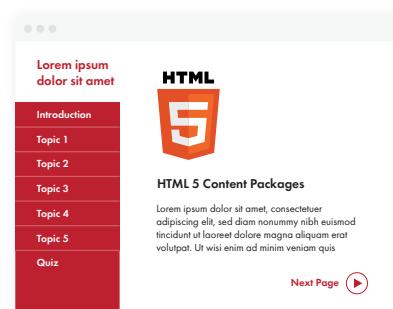 Lorem ipsum
dolor sit amet
Introduction
Topic 1
Topic 2
Topic 3
Topic 4
Topic 5
Quiz
HTML
5
HTML 5 Content Packages
Lorem ipsum dolor sit amet, consectetuer
adipiscing elit, sed diam nonummy nibh euismod
tincidunt ut laoreet dolore magna aliquam erat
volutpat. Ut wisi enim ad minim veniam quis
Next Page